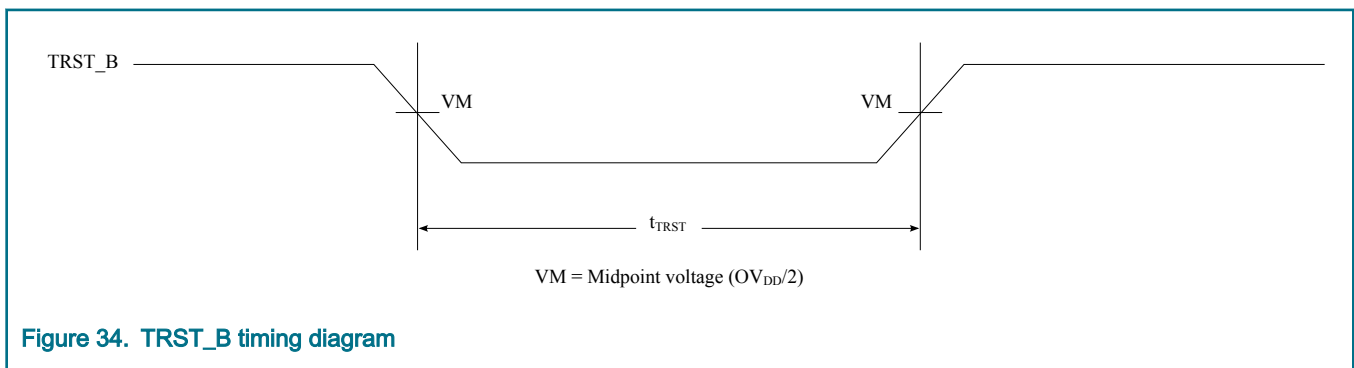 TRST_B
VM VM
tTRST
VM = Midpoint voltage (OVDD/2)
Figure 34. TRST_B timing diagram